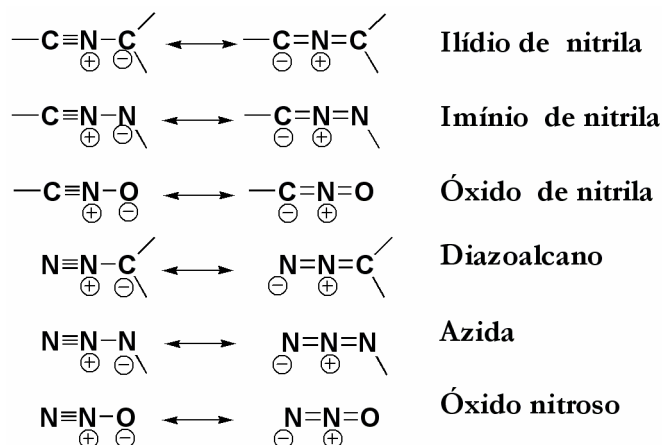 —C≡N—C ⊕ ⊖ ↔ —C=N=C ⊖ ⊕ Ilídio de nitrila
—C≡N—N ⊕ ⊖ ↔ —C=N=N ⊖ ⊕ Imínio de nitrila
—C≡N—O ⊕ ⊖ ↔ —C=N=O ⊖ ⊕ Óxido de nitrila
N≡N—C ⊕ ⊖ ↔ N=N=C ⊖ ⊕ Diazoalcano
N≡N—N ⊕ ⊖ ↔ N=N=N ⊖ ⊕ Azida
N≡N—O ⊕ ⊖ ↔ N=N=O ⊖ ⊕ Óxido nitroso